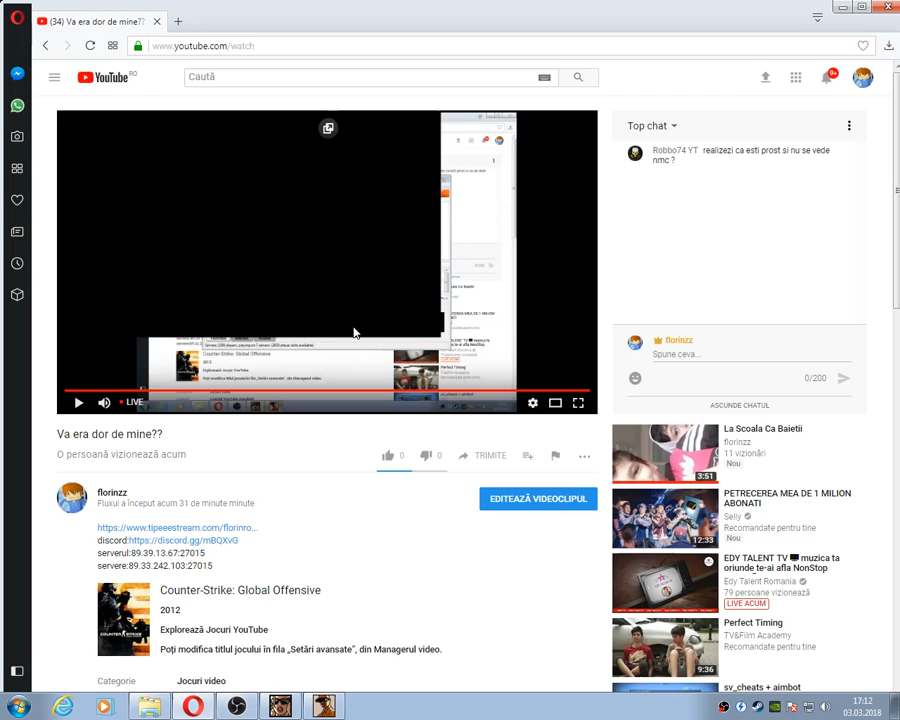 (34) Va era dor de mine??
www.youtube.com/watch
YouTube RO
Caută
9+
Top chat
Robbo74 YT realizezi ca esti prost si nu se vede
nmc ?
florinzz
Spune ceva...
0/200
ASCUNDE CHATUL
LIVE
Va era dor de mine??
O persoană vizionează acum
0
0
TRIMITE
florinzz
Fluxul a început acum 31 de minute minute
EDITEAZĂ VIDEOCLIPUL
https://www.tipeeestream.com/florinro...
discord:https://discord.gg/mBQXvG
serverul:89.39.13.67:27015
servere:89.33.242.103:27015
Counter-Strike: Global Offensive
2012
Explorează Jocuri YouTube
Poți modifica titlul jocului în fila „Setări avansate”, din Managerul video.
Categorie Jocuri video
La Scoala Ca Baietii
florinzz
11 vizionări
Nou
3:51
PETRECEREA MEA DE 1 MILION
ABONATI
Selly
Recomandate pentru tine
Nou
12:33
EDY TALENT TV muzica ta
oriunde te-ai afla NonStop
Edy Talent Romania
79 persoane vizionează
LIVE ACUM
Perfect Timing
TV&Film Academy
Recomandate pentru tine
9:36
sv_cheats + aimbot
17:12
03.03.2018